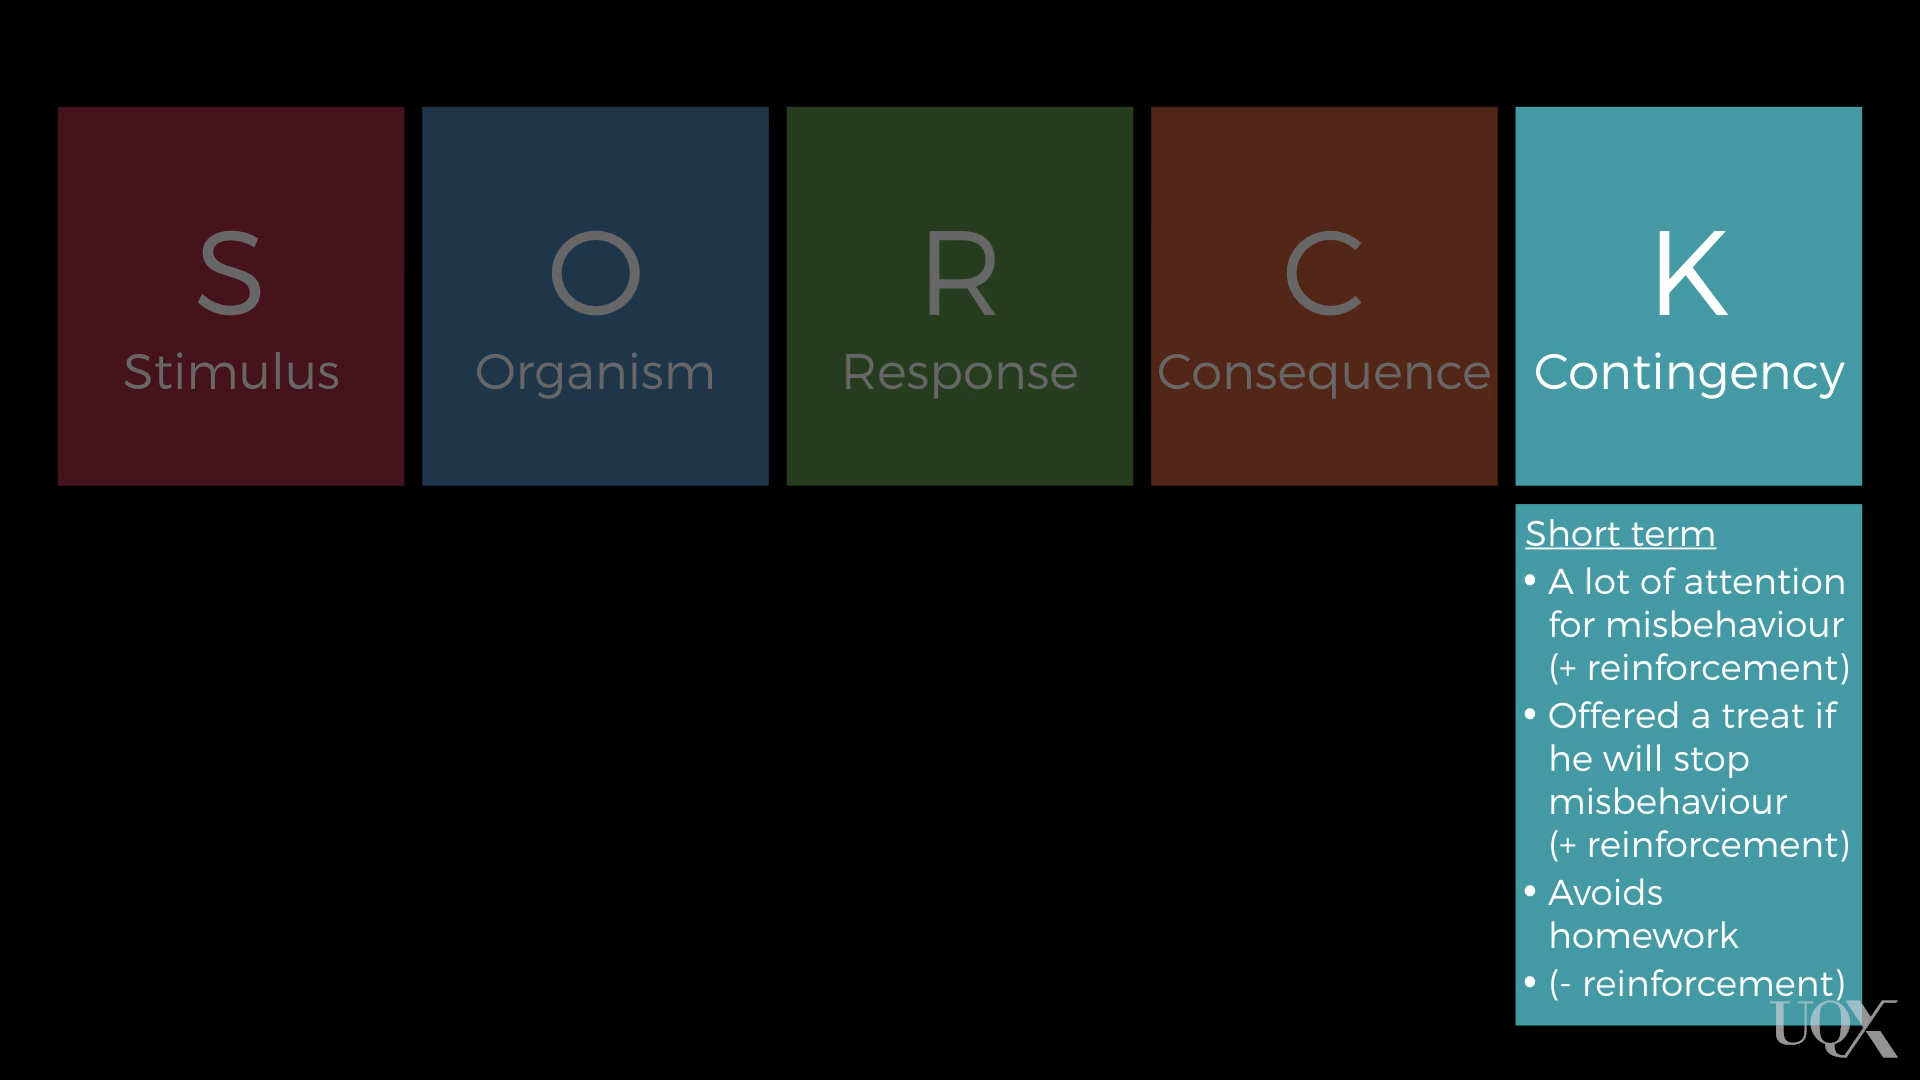 S
Stimulus
O
Organism
R
Response
C
Consequence
K
Contingency
Short term
• A lot of attention
for misbehaviour
(+ reinforcement)
• Offered a treat if
he will stop
misbehaviour
(+ reinforcement)
• Avoids
homework
• (- reinforcement)
UQX